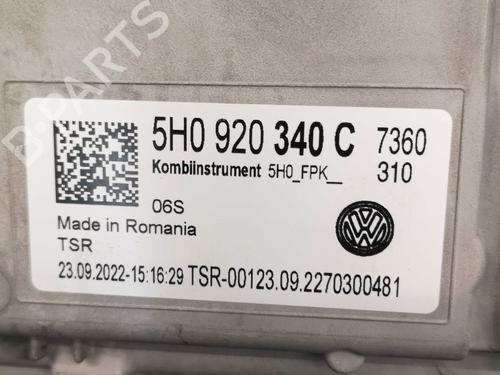 B-PARTS
5H0 920 340 C 7360
Kombiinstrument 5H0_FPK__ 310
06S
Made in Romania
TSR
23.09.2022-15:16:29 TSR-00123.09.2270300481